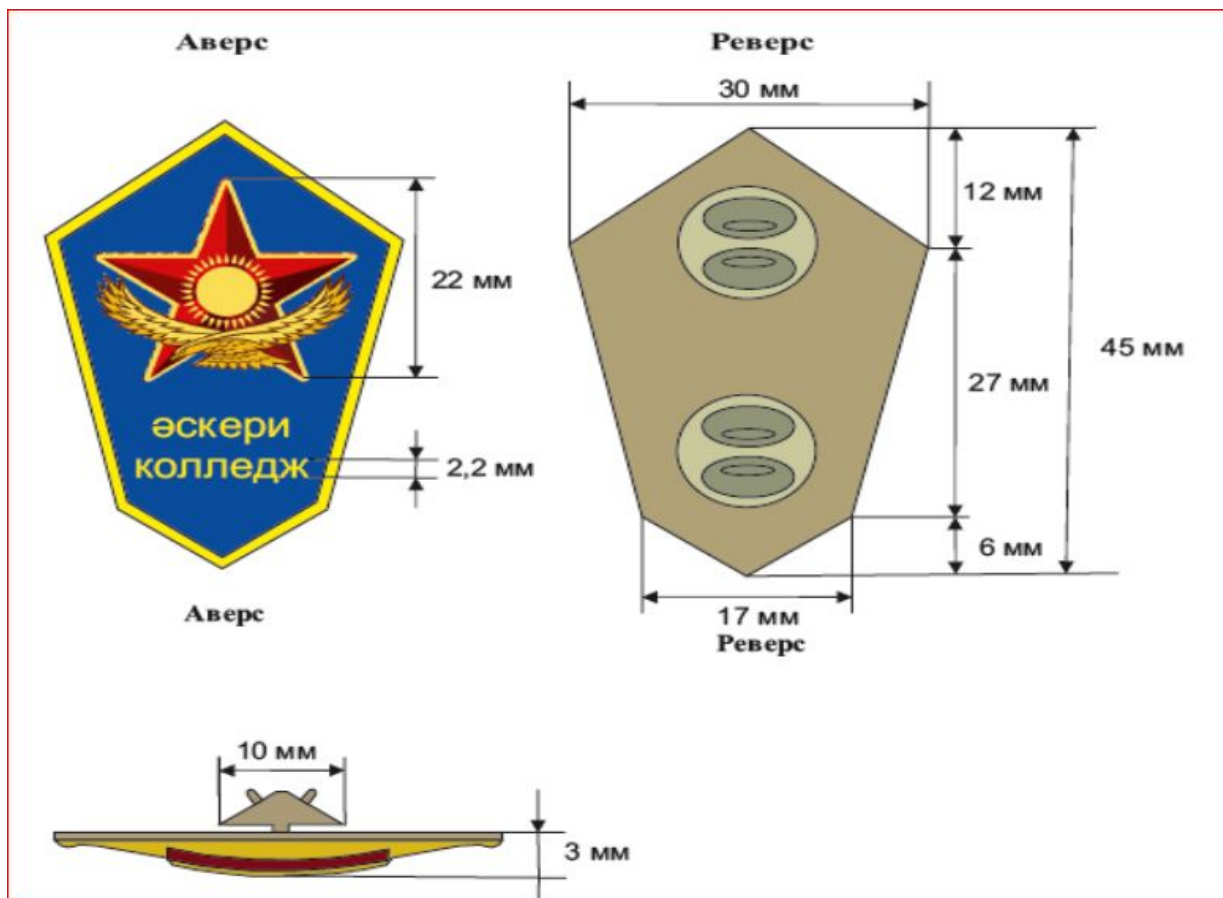 Аверс
Реверс
30 мм
12 мм
22 мм
45 мм
27 мм
әскери
колледж
2,2 мм
6 мм
Аверс
17 мм
Реверс
10 мм
3 мм